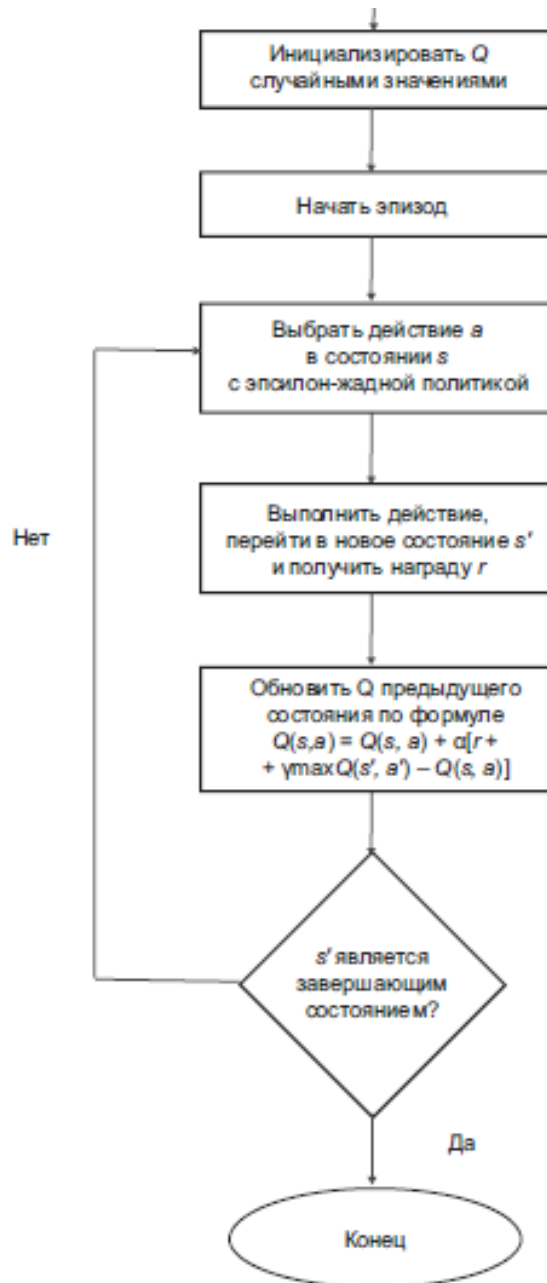 Инициализировать Q
случайными значениями
Начать эпизод
Выбрать действие a
в состоянии s
с эпсилон-жадной политикой
Нет
Выполнить действие,
перейти в новое состояние s′
и получить награду r
Обновить Q предыдущего
состояния по формуле
Q(s,a) = Q(s, a) + α[r +
+ γmaxQ(s′, a′) – Q(s, a)]
s′ является
завершающим
состоянием?
Да
Конец